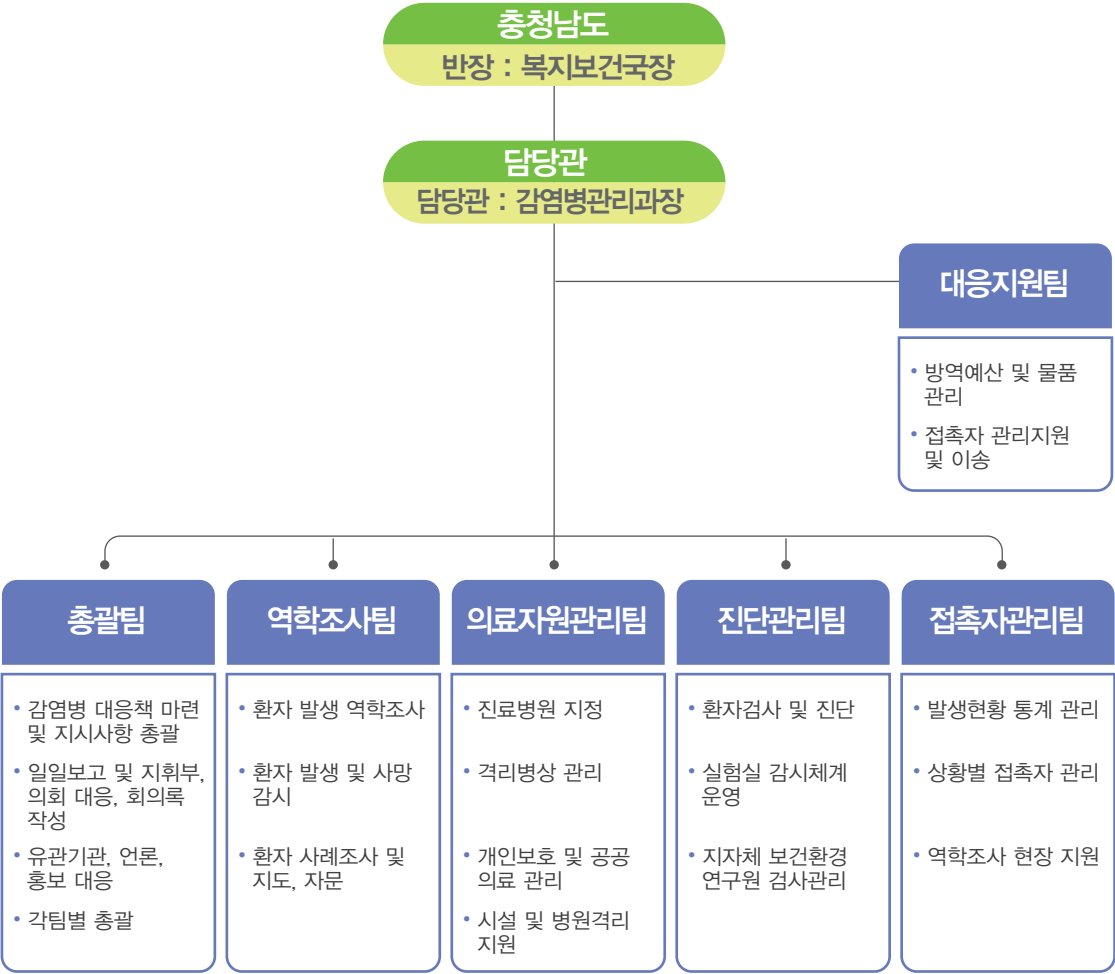 충청남도
반장 : 복지보건국장
담당관
담당관 : 감염병관리과장
대응지원팀
• 방역예산 및 물품
관리
• 접촉자 관리지원
및 이송
총괄팀
• 감염병 대응책 마련
및 지시사항 총괄
• 일일보고 및 지휘부,
의회 대응, 회의록
작성
• 유관기관, 언론,
홍보 대응
• 각팀별 총괄
역학조사팀
• 환자 발생 역학조사
• 환자 발생 및 사망
감시
• 환자 사례조사 및
지도, 자문
의료자원관리팀
• 진료병원 지정
• 격리병상 관리
• 개인보호 및 공공
의료 관리
• 시설 및 병원격리
지원
진단관리팀
• 환자검사 및 진단
• 실험실 감시체계
운영
• 지자체 보건환경
연구원 검사관리
접촉자관리팀
• 발생현황 통계 관리
• 상황별 접촉자 관리
• 역학조사 현장 지원